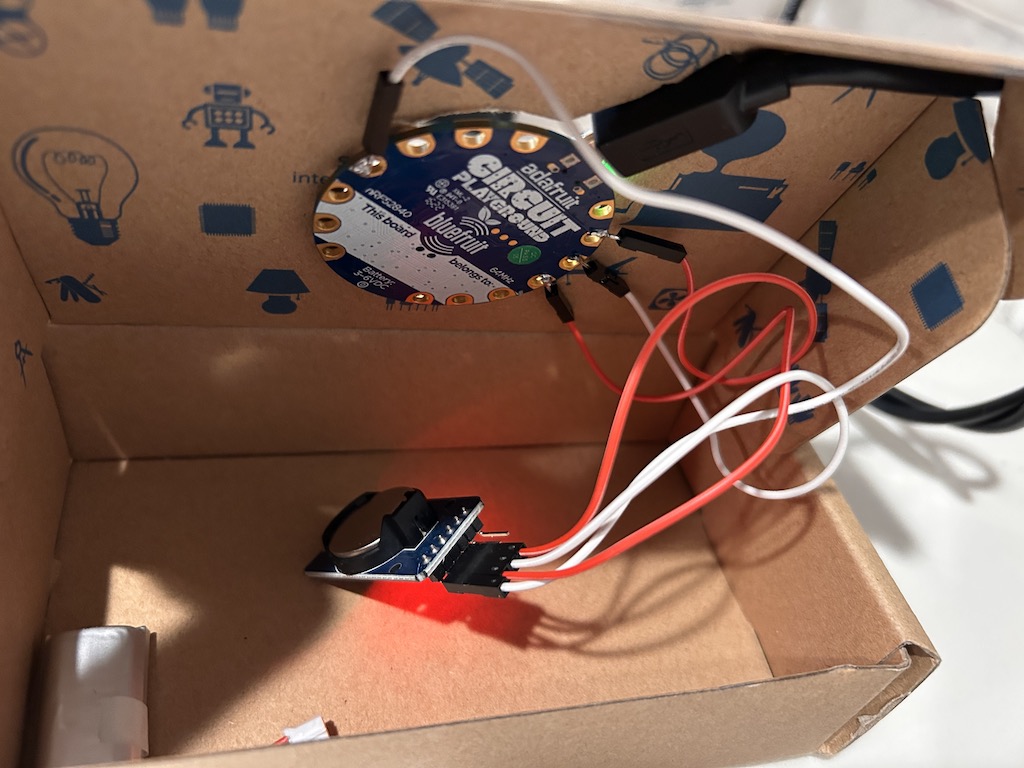 inte
adafruit
CIRCUIT
PLAYGROUND
bluefruit
nRF52840
This board
belongs to:
64MHz
Battery:
3-6VDC